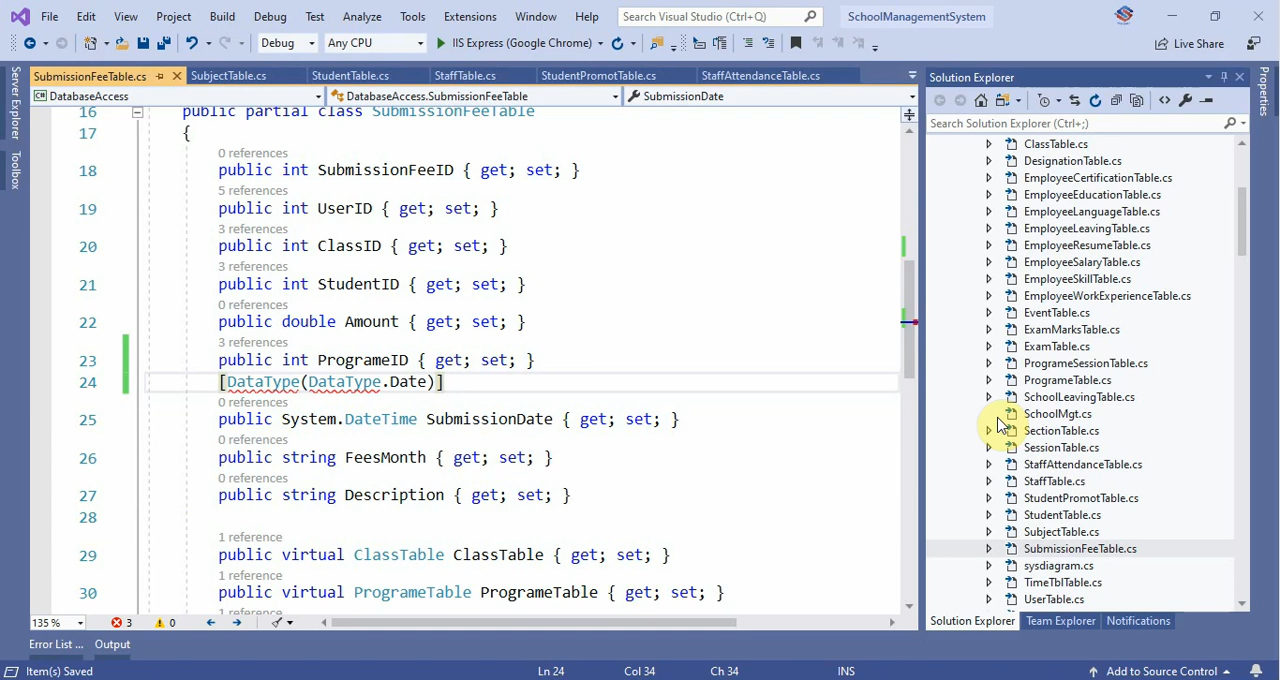 File Edit View Project Build Debug Test Analyze Tools Extensions Window Help Search Visual Studio (Ctrl+Q) SchoolManagementSystem
Debug Any CPU IIS Express (Google Chrome) Live Share
Server Explorer
Toolbox
SubmissionFeeTable.cs SubjectTable.cs StudentTable.cs StaffTable.cs StudentPromotTable.cs StaffAttendanceTable.cs
DatabaseAccess DatabaseAccess.SubmissionFeeTable SubmissionDate
16 public partial class SubmissionFeeTable
17 {
0 references
18 public int SubmissionFeeID { get; set; }
5 references
19 public int UserID { get; set; }
3 references
20 public int ClassID { get; set; }
3 references
21 public int StudentID { get; set; }
0 references
22 public double Amount { get; set; }
3 references
23 public int ProgrameID { get; set; }
24 [DataType(DataType.Date)]
0 references
25 public System.DateTime SubmissionDate { get; set; }
0 references
26 public string FeesMonth { get; set; }
0 references
27 public string Description { get; set; }
28
1 reference
29 public virtual ClassTable ClassTable { get; set; }
1 reference
30 public virtual ProgrameTable ProgrameTable { get; set; }
1 reference
135 % 3 0
Error List ... Output
Solution Explorer
Search Solution Explorer (Ctrl+;)
ClassTable.cs
DesignationTable.cs
EmployeeCertificationTable.cs
EmployeeEducationTable.cs
EmployeeLanguageTable.cs
EmployeeLeavingTable.cs
EmployeeResumeTable.cs
EmployeeSalaryTable.cs
EmployeeSkillTable.cs
EmployeeWorkExperienceTable.cs
EventTable.cs
ExamMarksTable.cs
ExamTable.cs
ProgrameSessionTable.cs
ProgrameTable.cs
SchoolLeavingTable.cs
SchoolMgt.cs
SectionTable.cs
SessionTable.cs
StaffAttendanceTable.cs
StaffTable.cs
StudentPromotTable.cs
StudentTable.cs
SubjectTable.cs
SubmissionFeeTable.cs
sysdiagram.cs
TimeTblTable.cs
UserTable.cs
Solution Explorer Team Explorer Notifications
Properties
Item(s) Saved Ln 24 Col 34 Ch 34 INS Add to Source Control